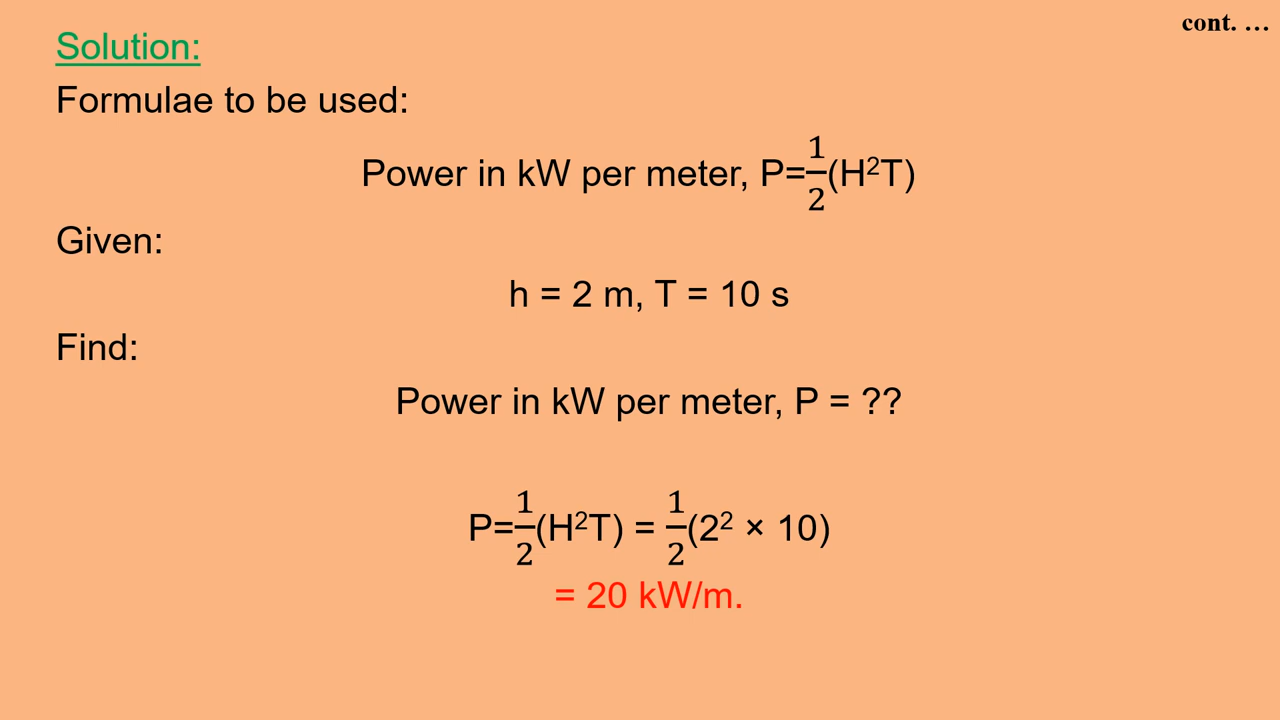 cont. …
Solution:
Formulae to be used:
Power in kW per meter, P=1/2(H²T)
Given:
h = 2 m, T = 10 s
Find:
Power in kW per meter, P = ??
P=1/2(H²T) = 1/2(2² × 10)
= 20 kW/m.